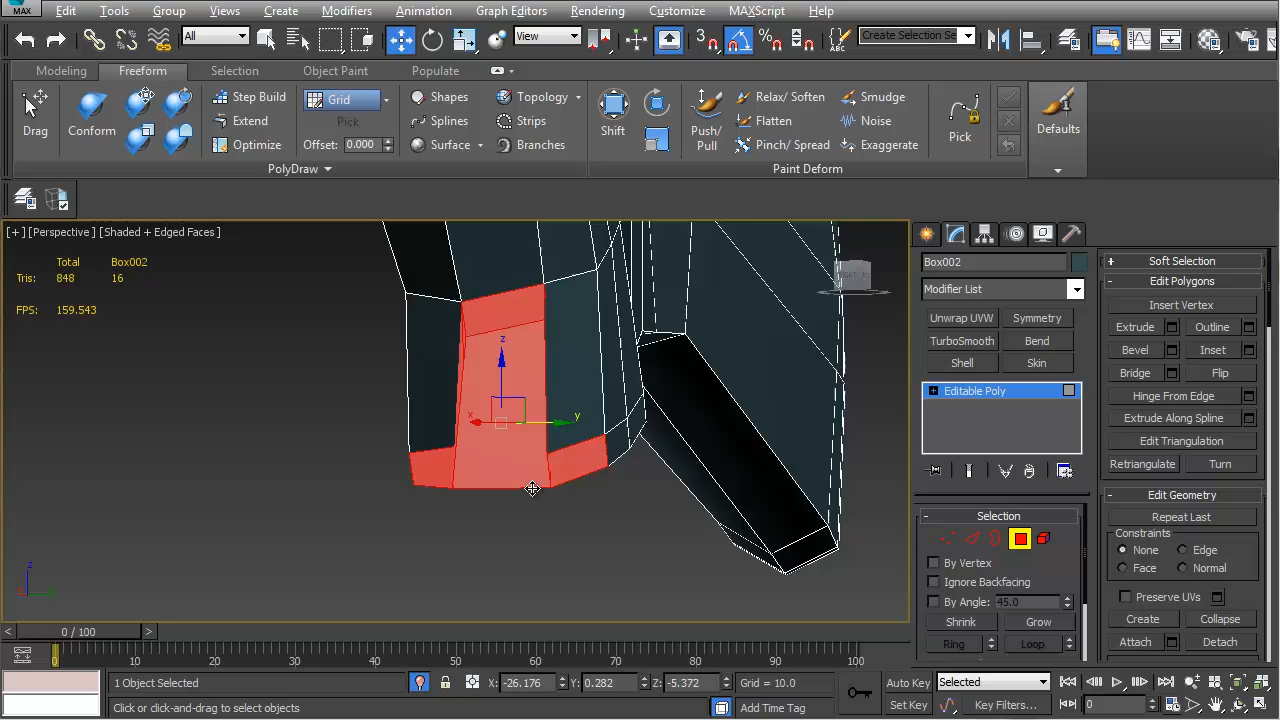 MAX Edit Tools Group Views Create Modifiers Animation Graph Editors Rendering Customize MAXScript Help
All View 3 ABC Create Selection Se
Modeling Freeform Selection Object Paint Populate
Drag Conform Step Build Extend Optimize Grid Pick Offset: 0.000 Shapes Splines Surface Topology Strips Branches Shift Push/ Pull Relax/ Soften Flatten Pinch/ Spread Smudge Noise Exaggerate Pick Defaults
PolyDraw Paint Deform
[+] [Perspective] [Shaded + Edged Faces]
Total Box002
Tris: 848 16
FPS: 159.543
z
x y
z
Box002
Modifier List
Unwrap UVW Symmetry
TurboSmooth Bend
Shell Skin
Editable Poly
Selection
By Vertex
Ignore Backfacing
By Angle: 45.0
Shrink Grow
Ring Loop
+ Soft Selection
- Edit Polygons
Insert Vertex
Extrude Outline
Bevel Inset
Bridge Flip
Hinge From Edge
Extrude Along Spline
Edit Triangulation
Retriangulate Turn
- Edit Geometry
Repeat Last
Constraints
None Edge
Face Normal
Preserve UVs
Create Collapse
Attach Detach
< 0 / 100 >
0 10 20 30 40 50 60 70 80 90 100
1 Object Selected X: -26.176 Y: 0.282 Z: -5.372 Grid = 10.0 Auto Key Selected
Click or click-and-drag to select objects Add Time Tag Set Key Key Filters... 0